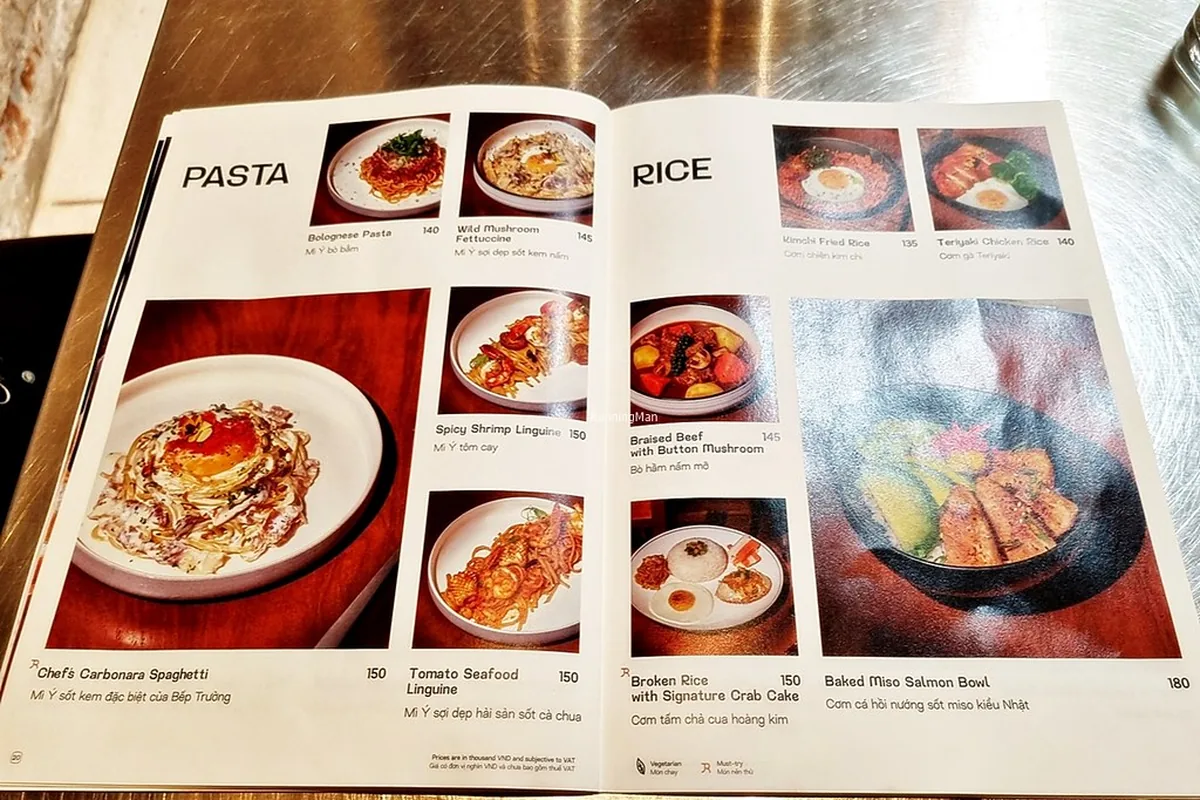 PASTA
Bolognese Pasta 140
Mì Ý bò bằm
Wild Mushroom
Fettuccine 145
Mì Ý sợi dẹp sốt kem nấm
Spicy Shrimp Linguine 150
Mì Ý tôm cay
Chef's Carbonara Spaghetti 150
Mì Ý sốt kem đặc biệt của Bếp Trưởng
Tomato Seafood 150
Linguine
Mì Ý sợi dẹp hải sản sốt cà chua
20
Prices are in thousand VND and subjective to VAT
Giá có đơn vị nghìn VND và chưa bao gồm thuế VAT
RICE
Kimchi Fried Rice 135
Cơm chiên kim chi
Teriyaki Chicken Rice 140
Cơm gà Teriyaki
Braised Beef 145
with Button Mushroom
Bò hầm nấm mỡ
Broken Rice 150
with Signature Crab Cake
Cơm tấm chả cua hoàng kim
Baked Miso Salmon Bowl 180
Cơm cá hồi nướng sốt miso kiểu Nhật
Vegetarian
Món chay
Must-try
Món nên thử